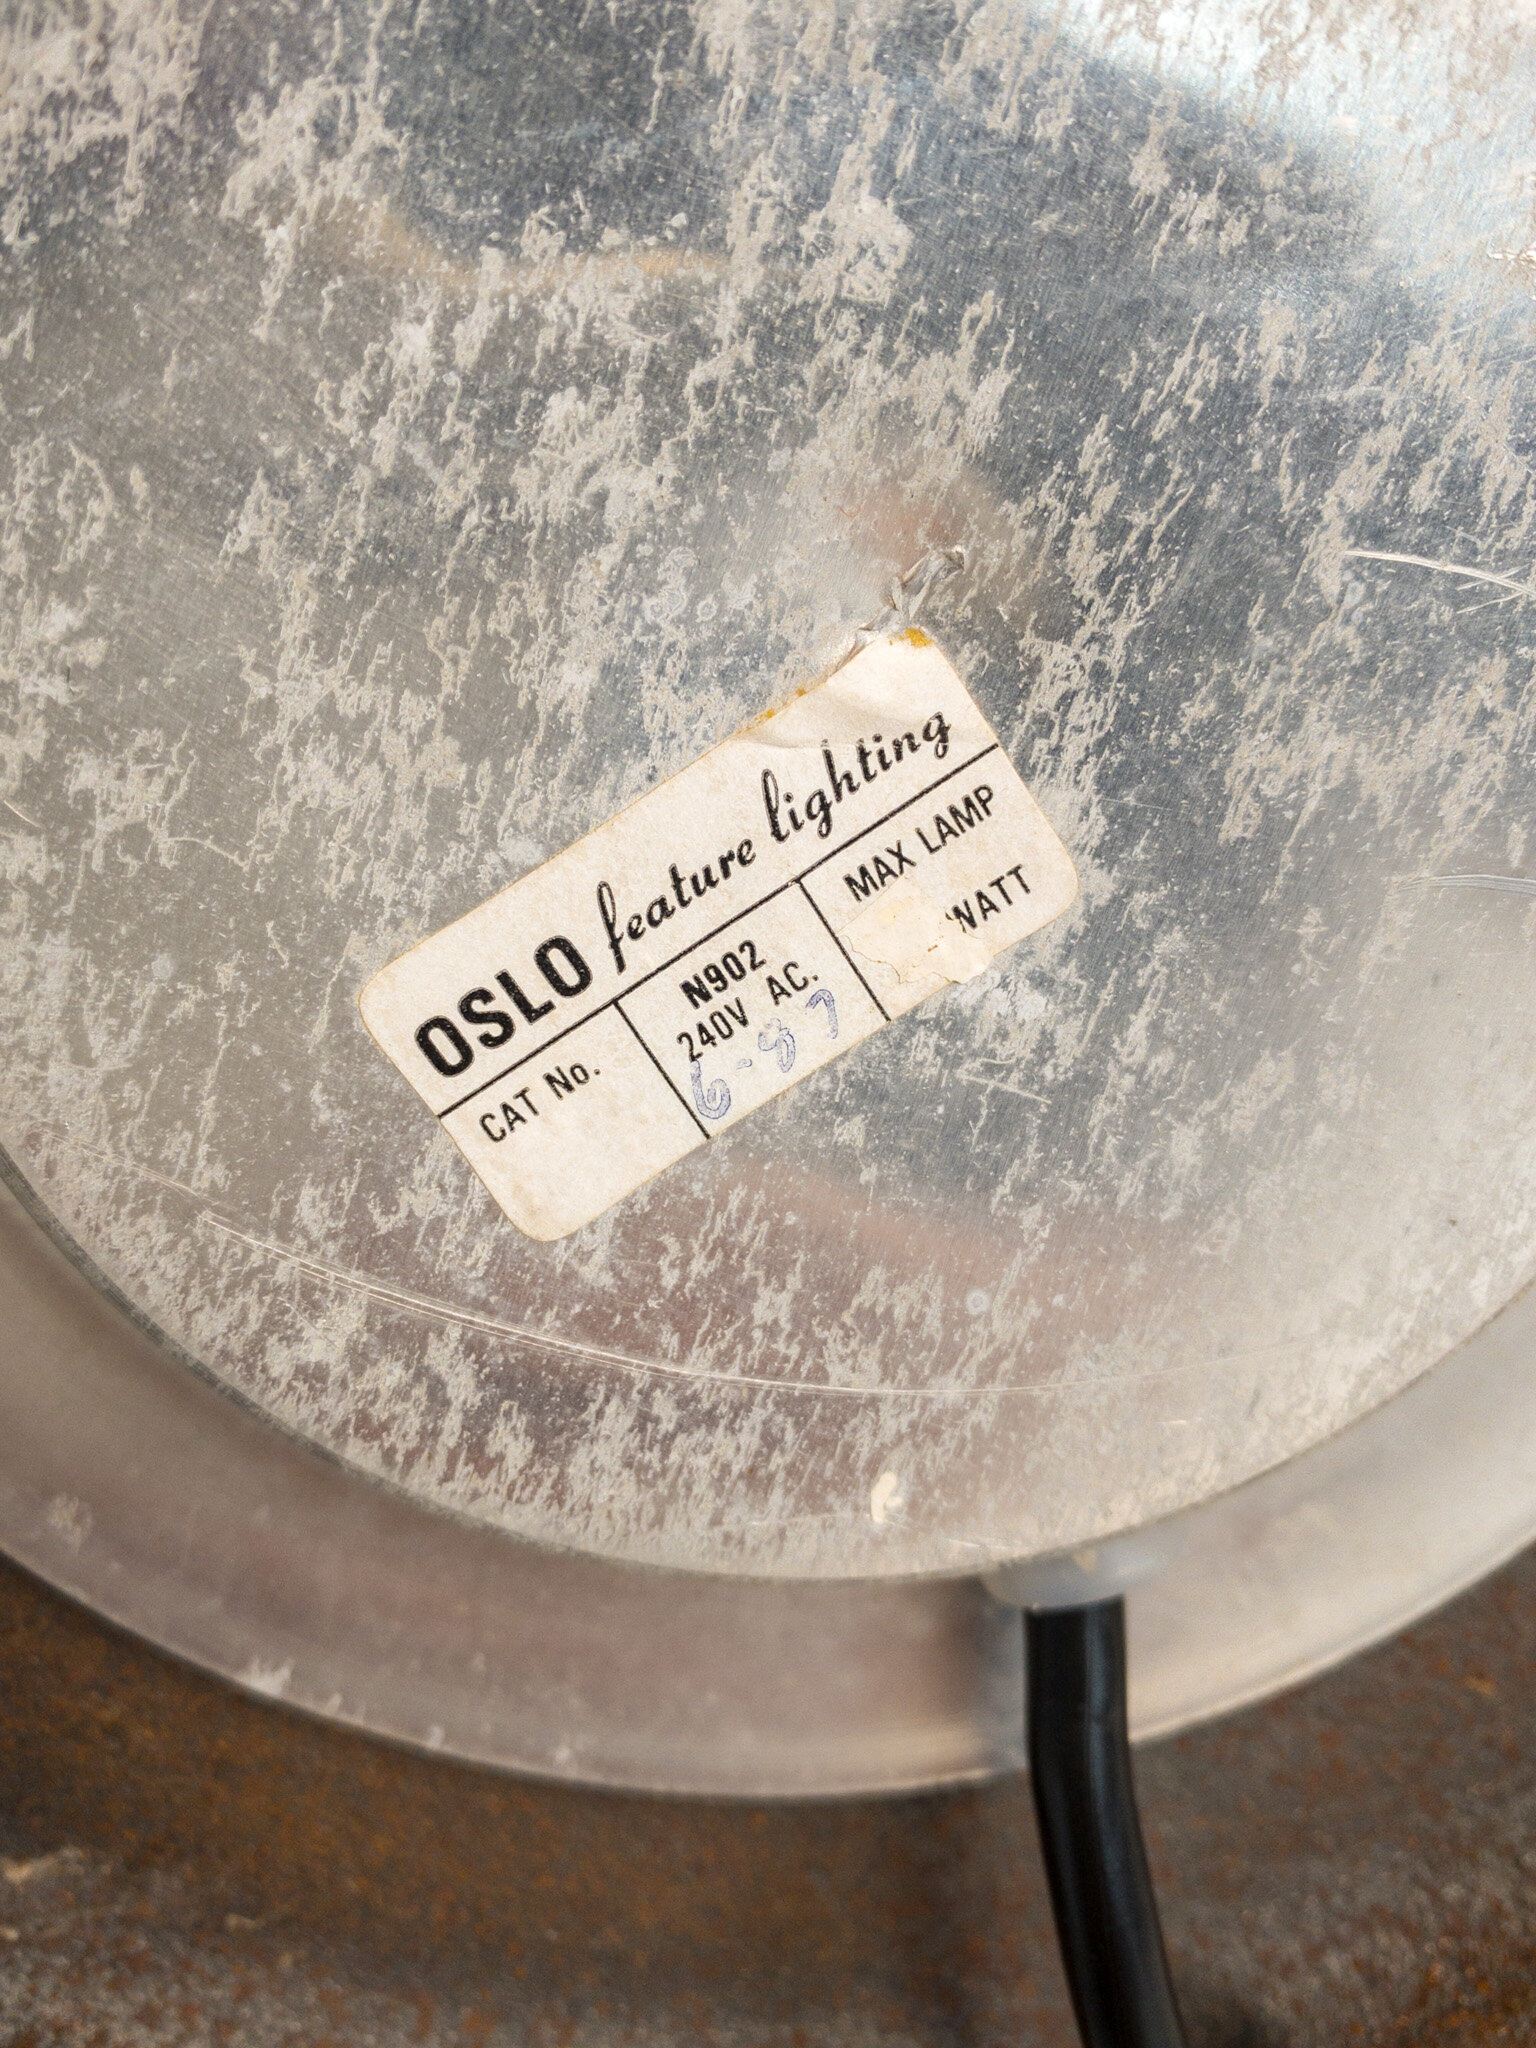 OSLO feature lighting
CAT No.
N902
240V AC.
6-87
MAX LAMP
WATT